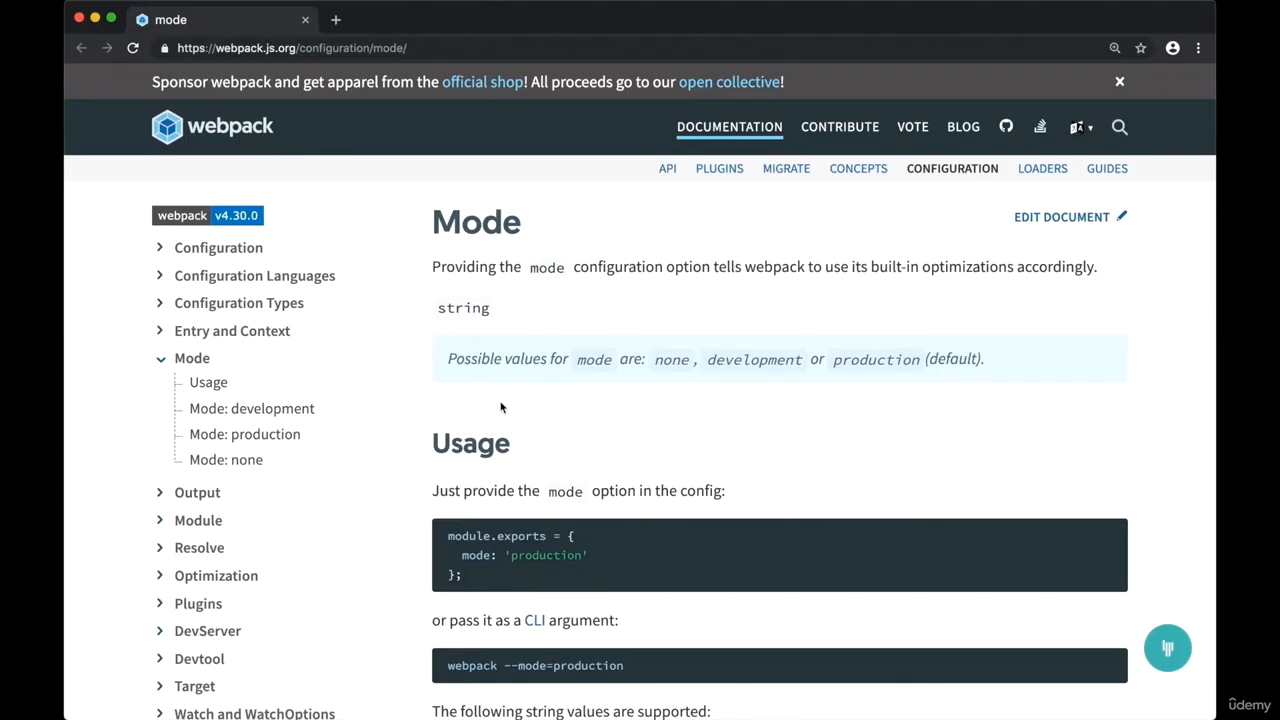 mode
https://webpack.js.org/configuration/mode/
Sponsor webpack and get apparel from the official shop! All proceeds go to our open collective!
webpack
DOCUMENTATION CONTRIBUTE VOTE BLOG
API PLUGINS MIGRATE CONCEPTS CONFIGURATION LOADERS GUIDES
webpack v4.30.0
Configuration
Configuration Languages
Configuration Types
Entry and Context
Mode
Usage
Mode: development
Mode: production
Mode: none
Output
Module
Resolve
Optimization
Plugins
DevServer
Devtool
Target
Watch and WatchOptions
Mode
EDIT DOCUMENT
Providing the mode configuration option tells webpack to use its built-in optimizations accordingly.
string
Possible values for mode are: none, development or production (default).
Usage
Just provide the mode option in the config:
module.exports = {
mode: 'production'
};
or pass it as a CLI argument:
webpack --mode=production
The following string values are supported:
ûdemy